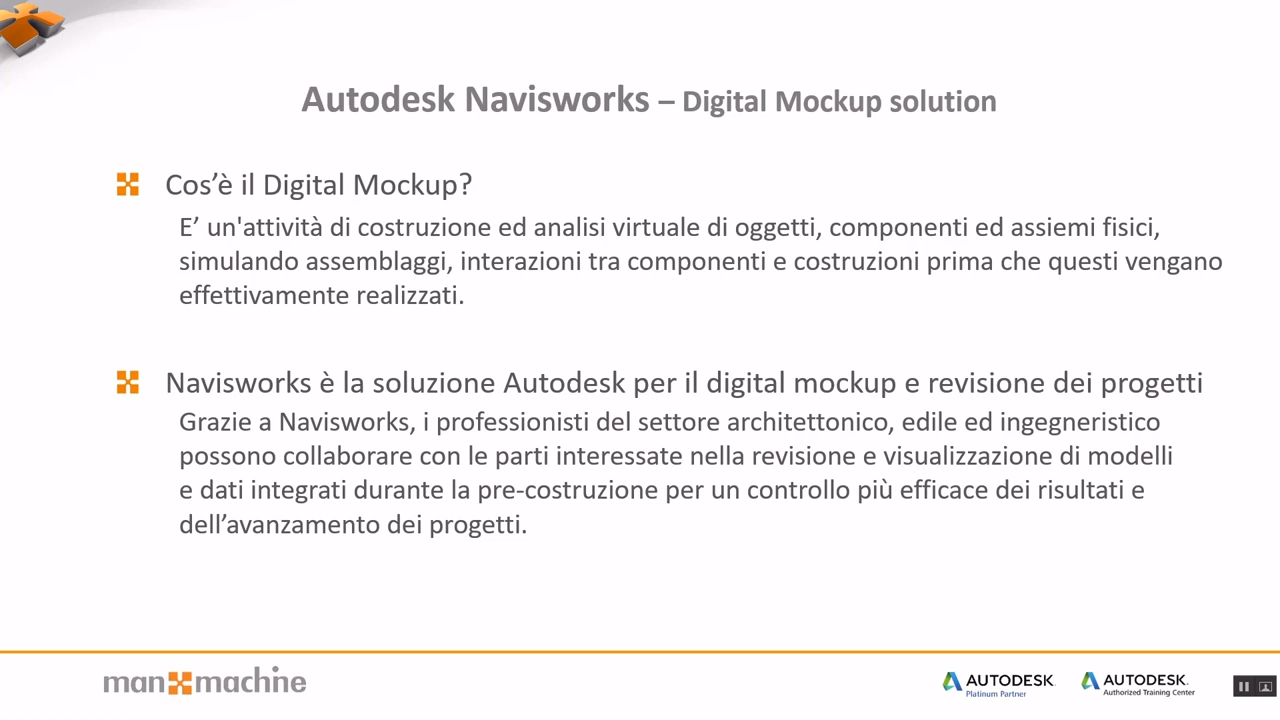 Autodesk Navisworks – Digital Mockup solution
Cos’è il Digital Mockup?
E’ un'attività di costruzione ed analisi virtuale di oggetti, componenti ed assiemi fisici,
simulando assemblaggi, interazioni tra componenti e costruzioni prima che questi vengano
effettivamente realizzati.
Navisworks è la soluzione Autodesk per il digital mockup e revisione dei progetti
Grazie a Navisworks, i professionisti del settore architettonico, edile ed ingegneristico
possono collaborare con le parti interessate nella revisione e visualizzazione di modelli
e dati integrati durante la pre-costruzione per un controllo più efficace dei risultati e
dell’avanzamento dei progetti.
man machine
AUTODESK.
Platinum Partner
AUTODESK.
Authorized Training Center